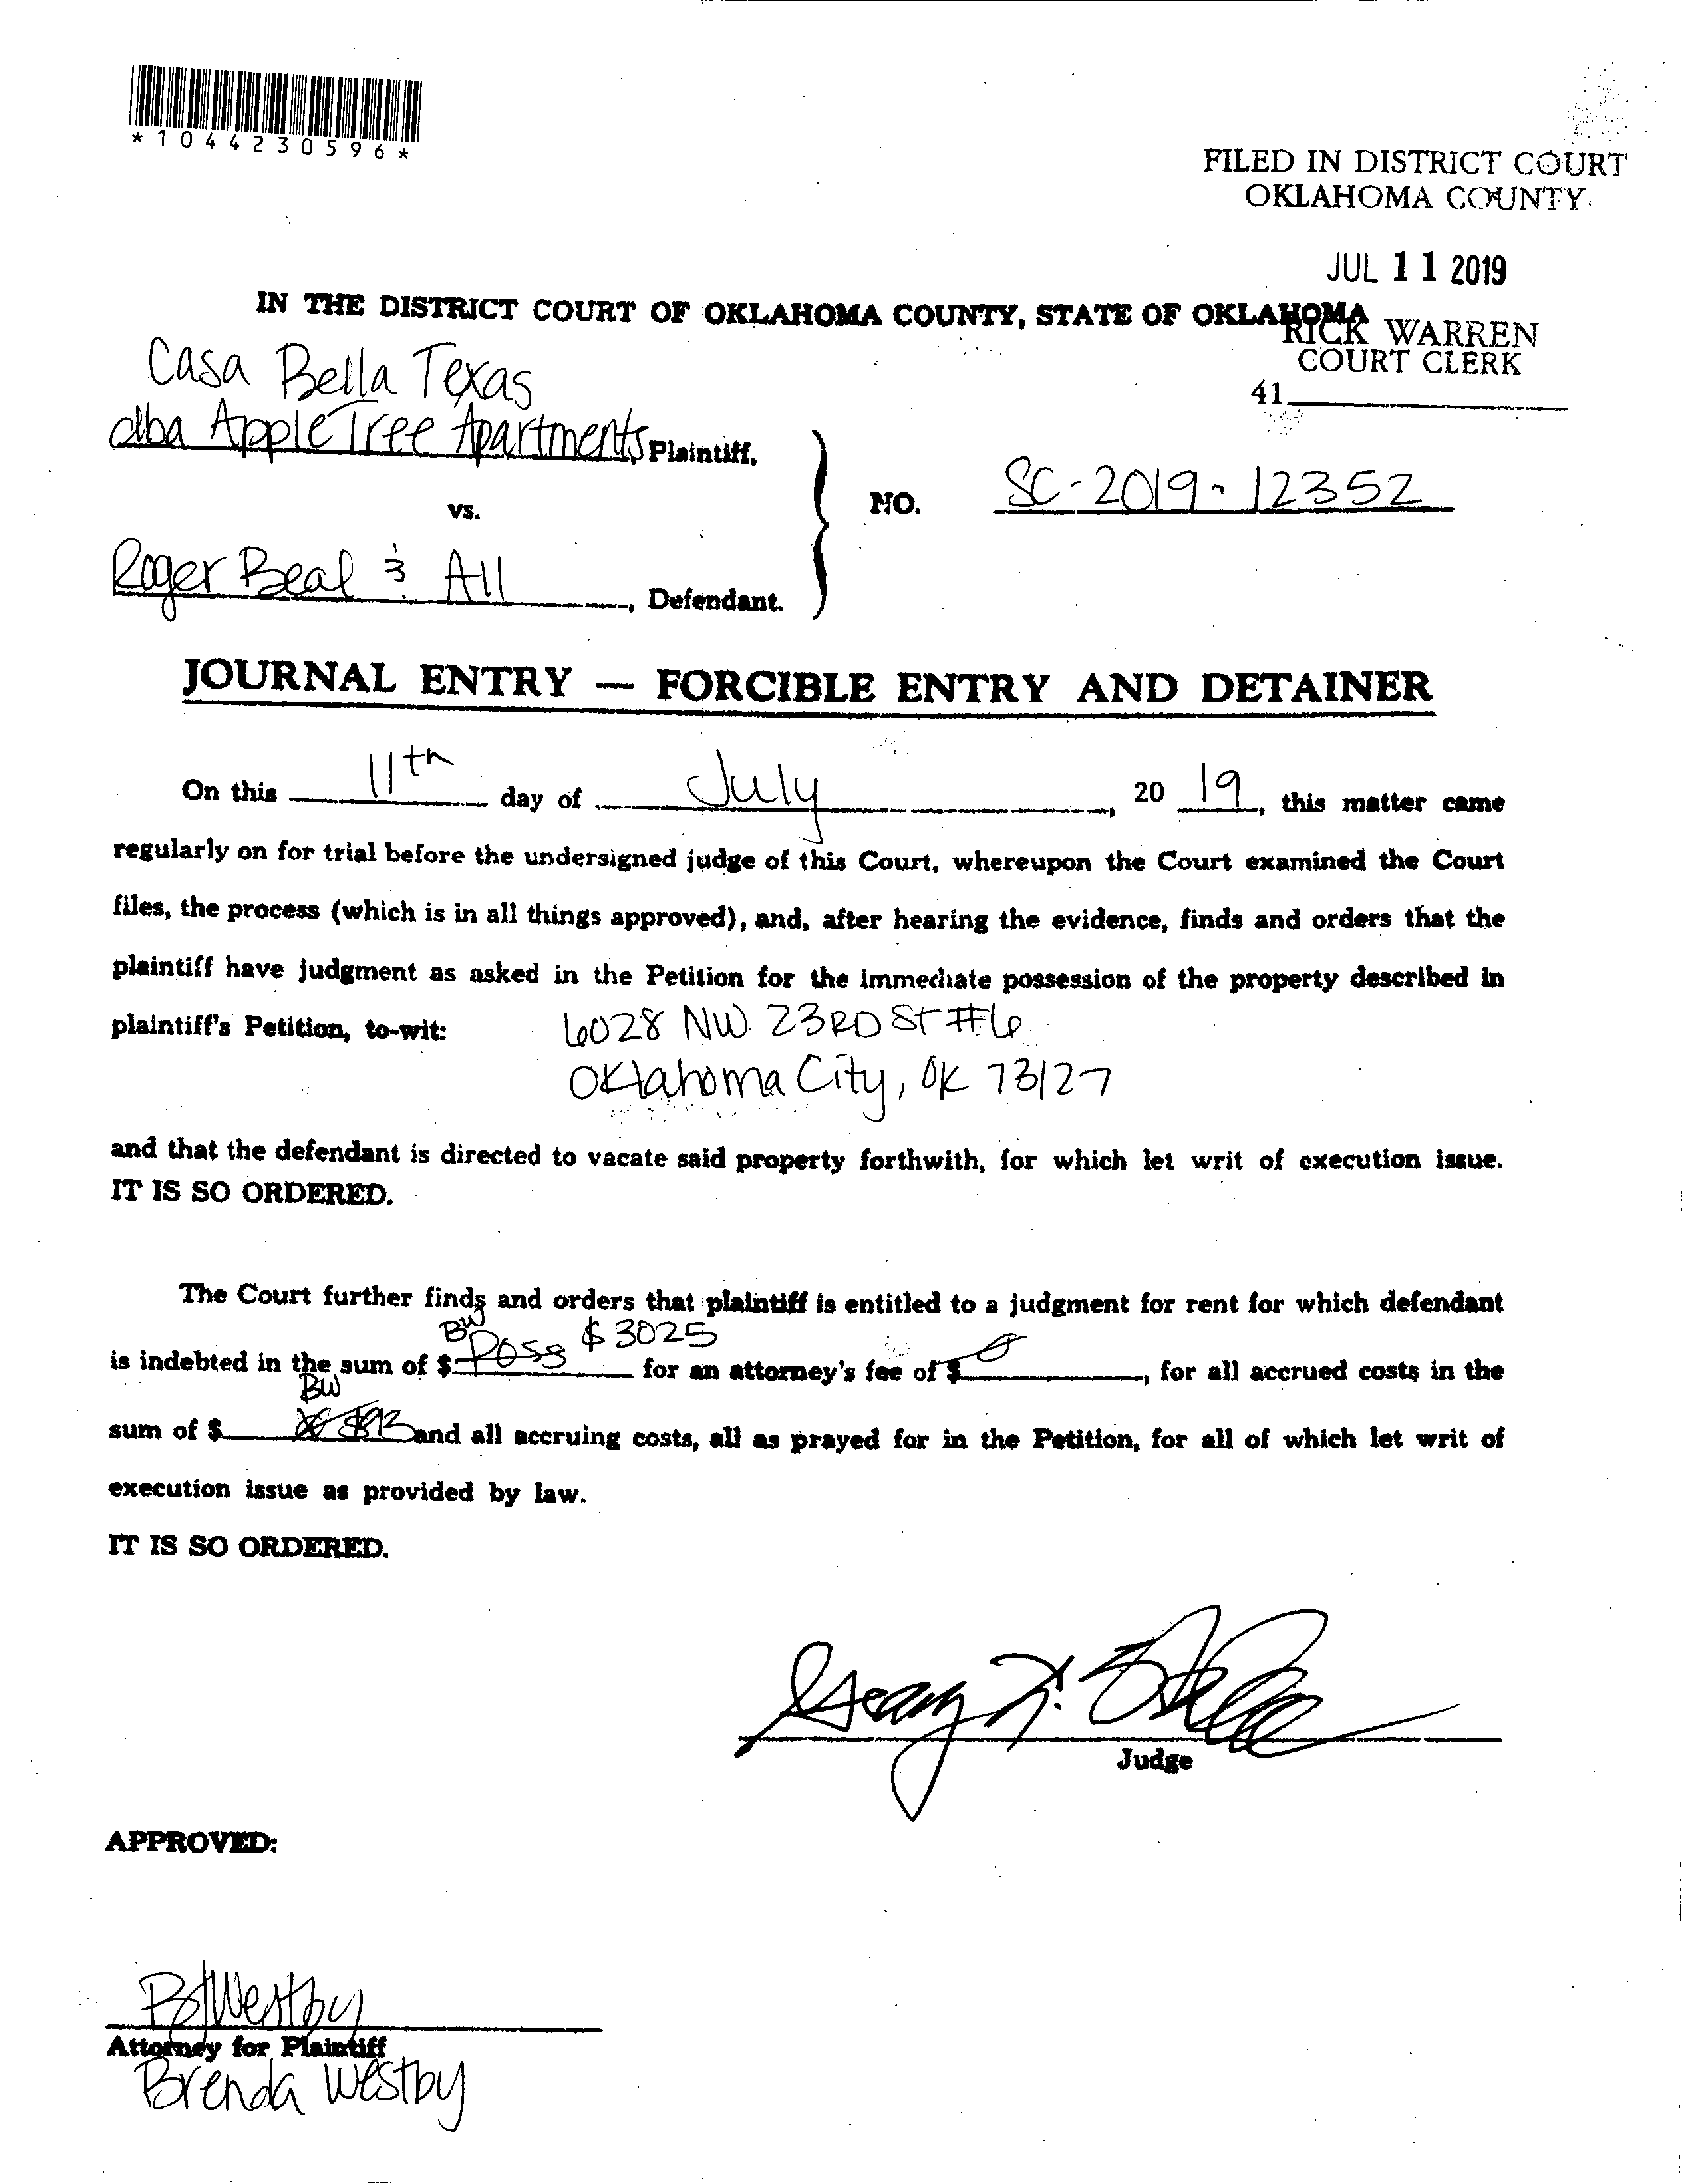 *1044230596*
FILED IN DISTRICT COURT
OKLAHOMA COUNTY
JUL 11 2019
IN THE DISTRICT COURT OF OKLAHOMA COUNTY, STATE OF OKLAHOMA
RICK WARREN
COURT CLERK
41
Casa Bella Texas
dba AppleTree Apartments, Plaintiff,
vs.
NO. SC-2019-12352
Roger Beal & All, Defendant.
JOURNAL ENTRY — FORCIBLE ENTRY AND DETAINER
On this 11th day of July, 20 19, this matter came
regularly on for trial before the undersigned judge of this Court, whereupon the Court examined the Court
files, the process (which is in all things approved), and, after hearing the evidence, finds and orders that the
plaintiff have judgment as asked in the Petition for the immediate possession of the property described in
plaintiff's Petition, to-wit: 6028 NW 23RD ST #6
Oklahoma City, OK 73127
and that the defendant is directed to vacate said property forthwith, for which let writ of execution issue.
IT IS SO ORDERED.
The Court further finds and orders that plaintiff is entitled to a judgment for rent for which defendant
BW $3025
is indebted in the sum of $ Poss for an attorney's fee of $, for all accrued costs in the
BW
sum of $ $93 and all accruing costs, all as prayed for in the Petition, for all of which let writ of
execution issue as provided by law.
IT IS SO ORDERED.
Judge
APPROVED:
BJWestby
Attorney for Plaintiff
Brenda Westby